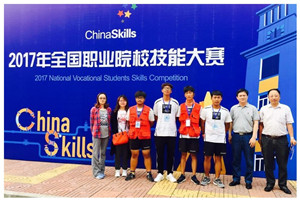 ChinaSkills
2017年全国职业院校技能大赛
2017 National Vocational Students Skills Competition
China
Skills